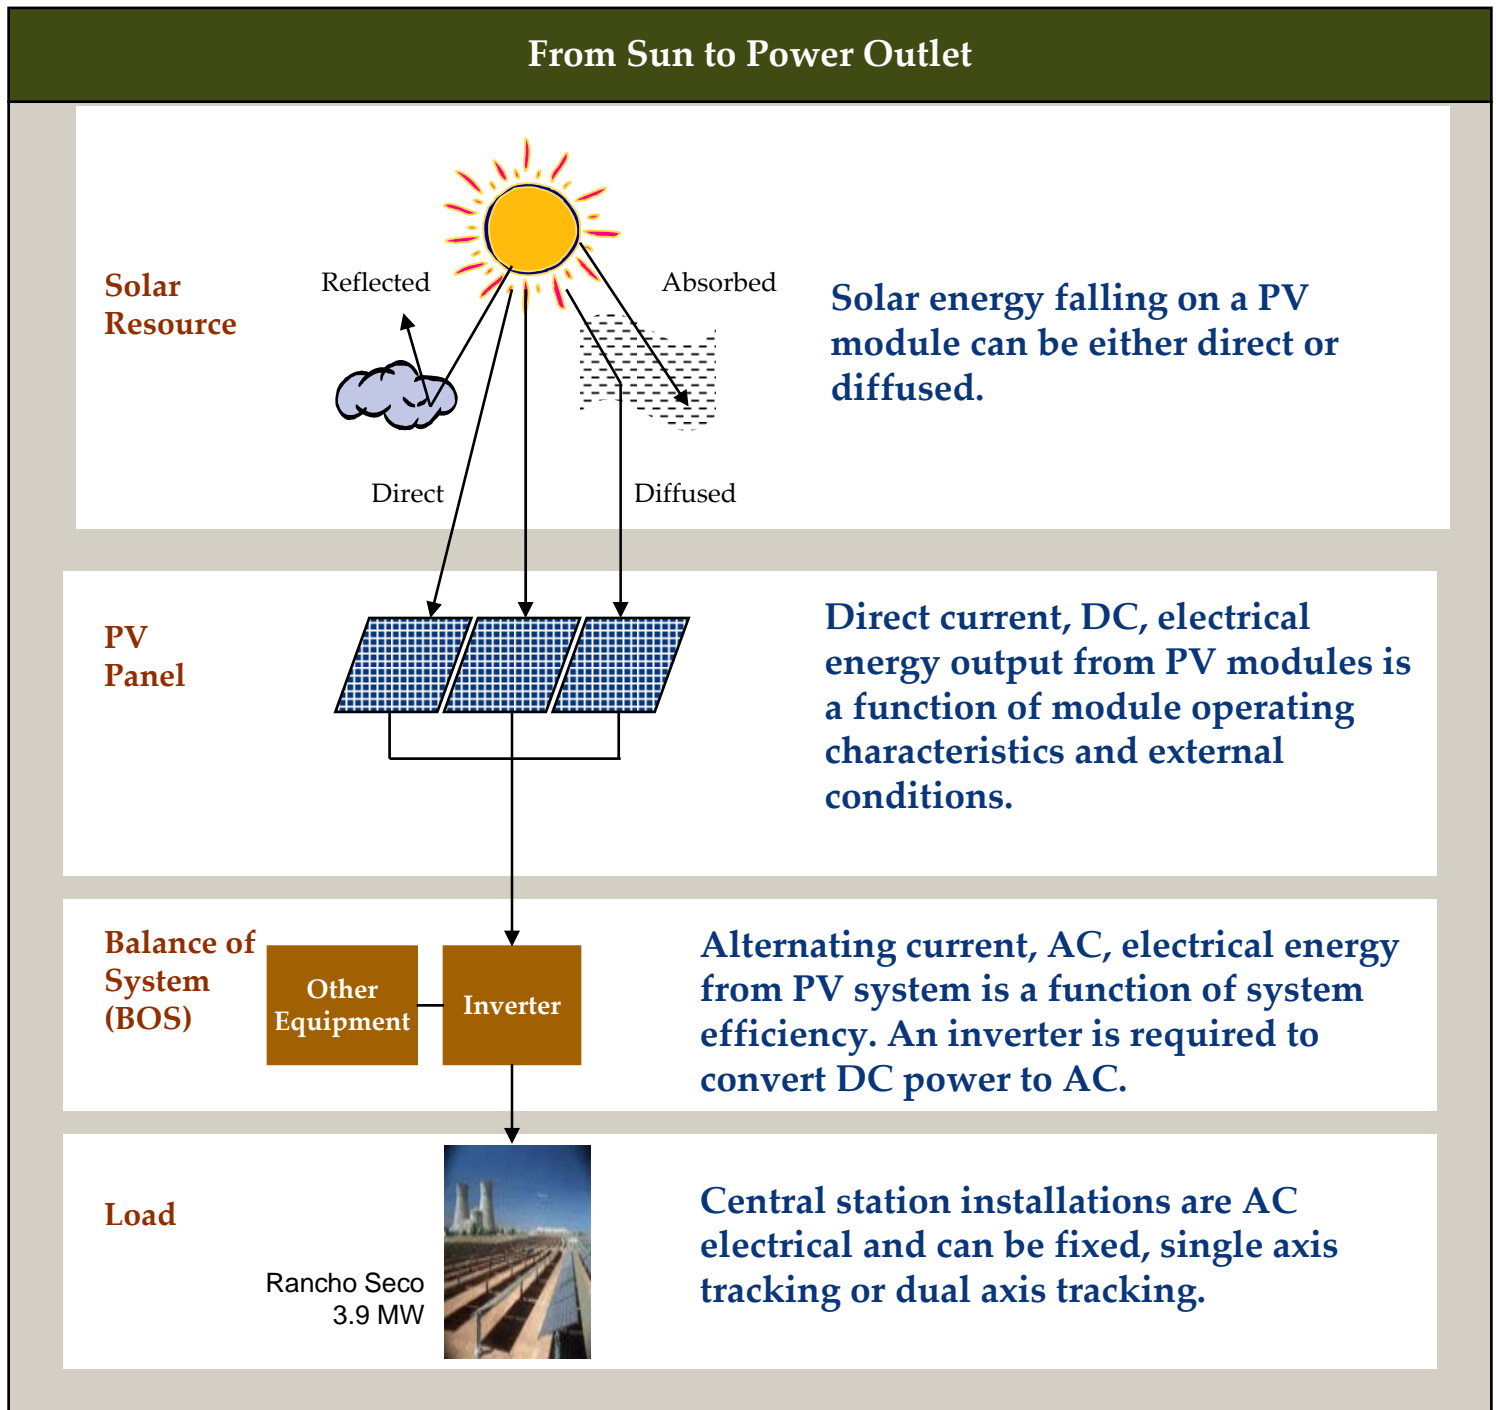 From Sun to Power Outlet
Solar
Resource
Reflected
Absorbed
Direct
Diffused
Solar energy falling on a PV
module can be either direct or
diffused.
PV
Panel
Direct current, DC, electrical
energy output from PV modules is
a function of module operating
characteristics and external
conditions.
Balance of
System
(BOS)
Other
Equipment
Inverter
Alternating current, AC, electrical energy
from PV system is a function of system
efficiency. An inverter is required to
convert DC power to AC.
Load
Rancho Seco
3.9 MW
Central station installations are AC
electrical and can be fixed, single axis
tracking or dual axis tracking.